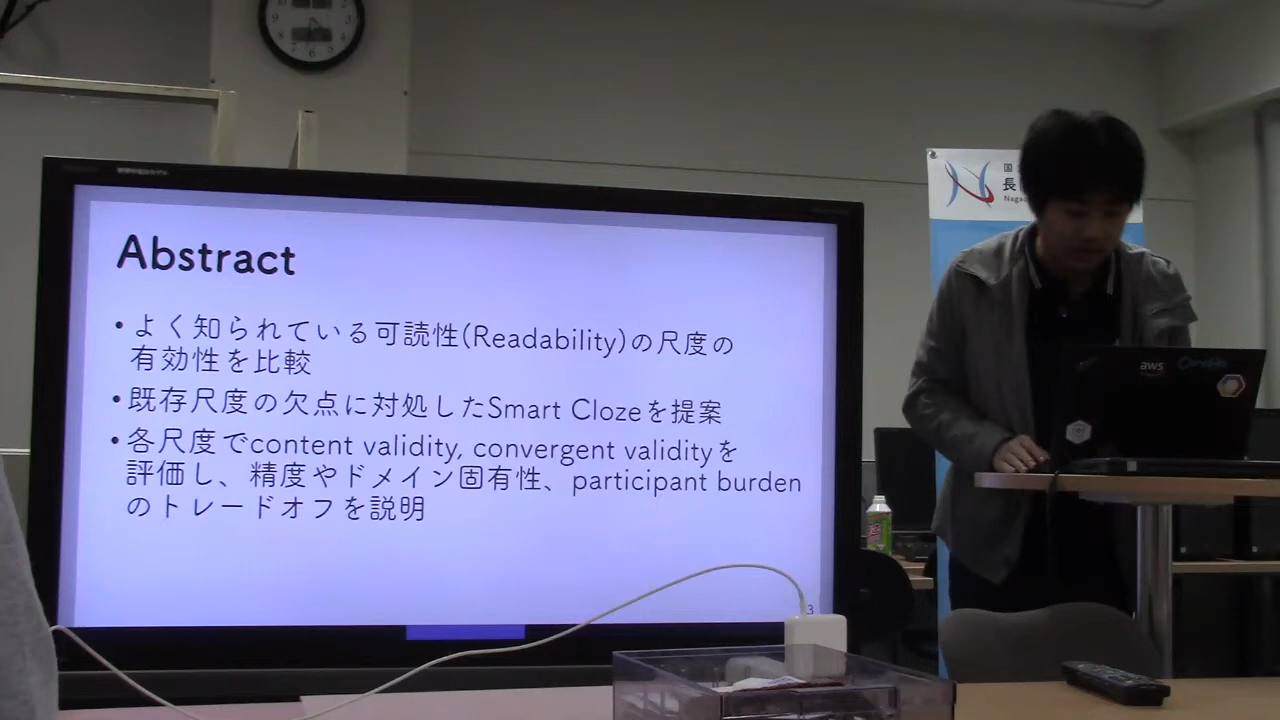 Abstract
•よく知られている可読性(Readability)の尺度の
有効性を比較
•既存尺度の欠点に対処したSmart Clozeを提案
•各尺度でcontent validity, convergent validityを
評価し、精度やドメイン固有性、participant burden
のトレードオフを説明
3
国
長
Nagao
aws